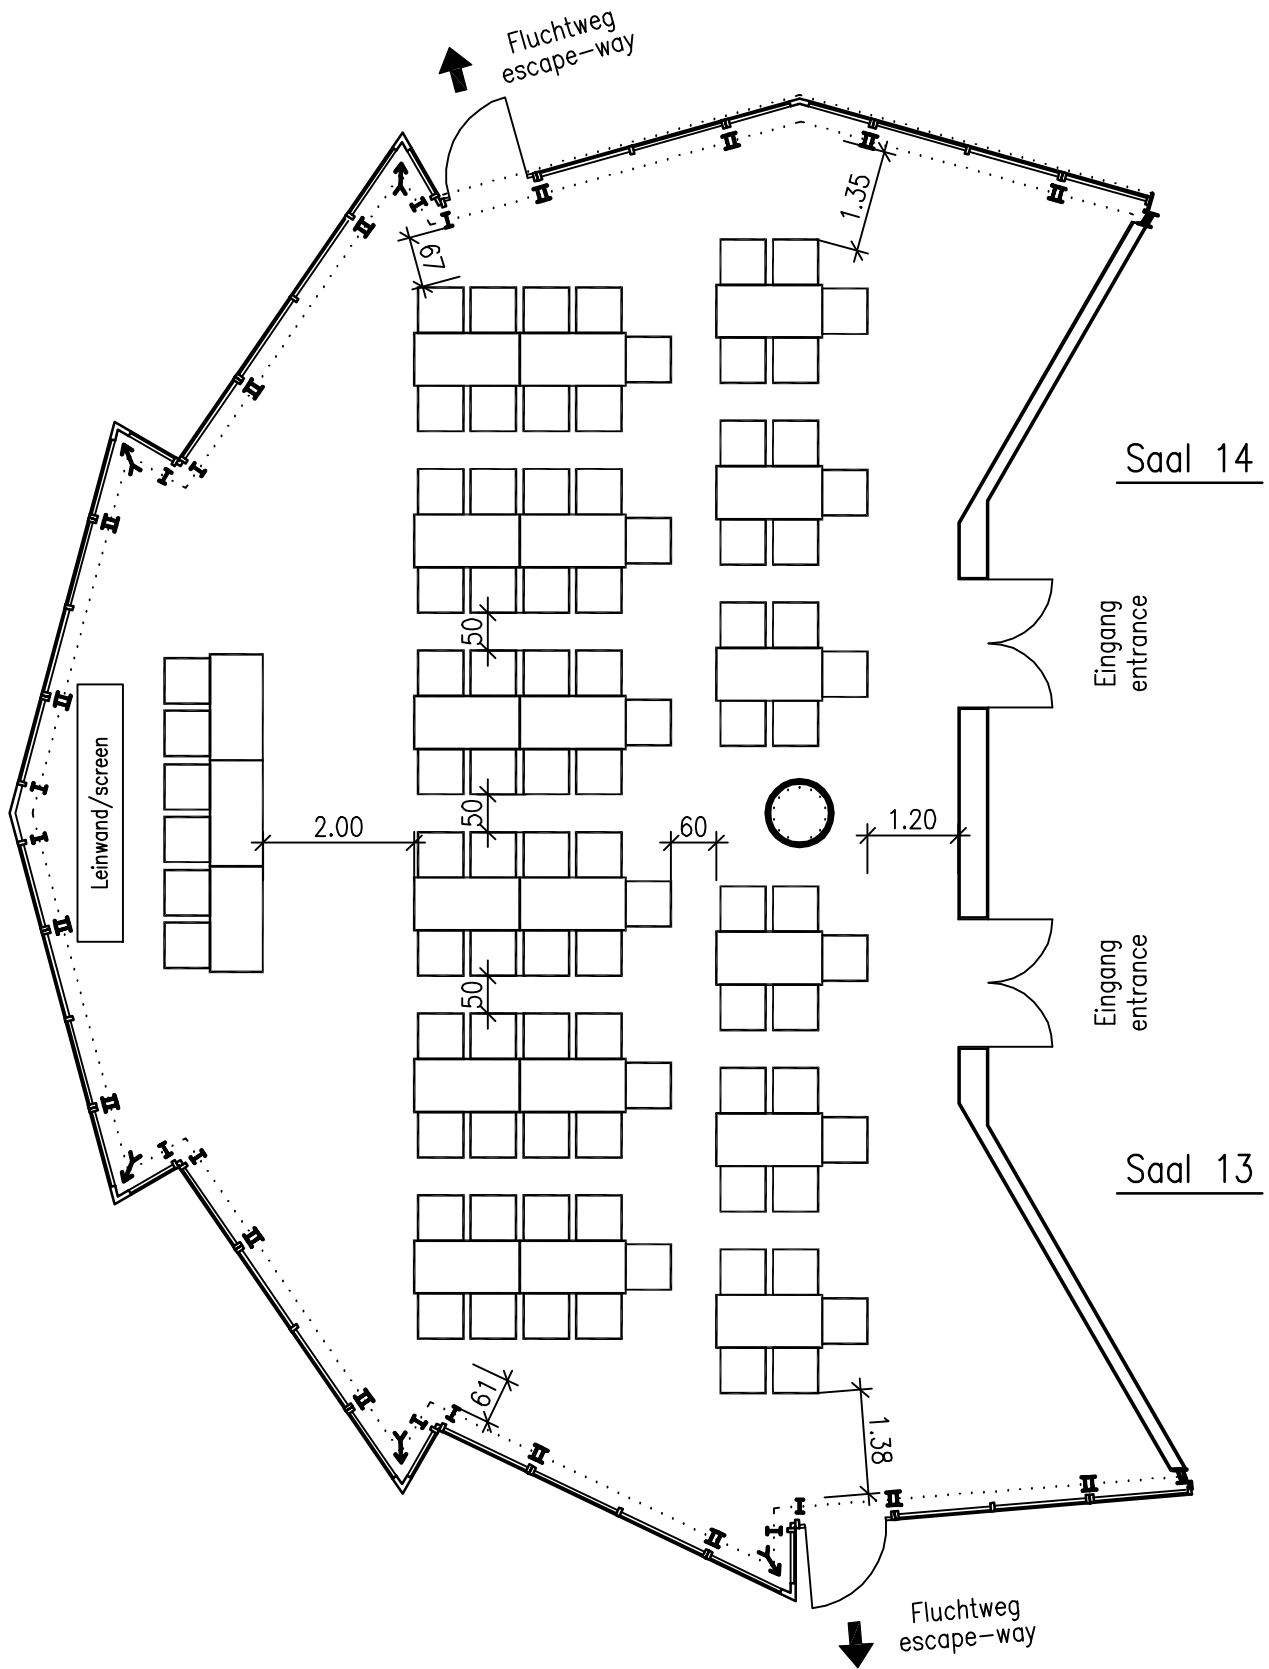 Fluchtweg
escape-way
1.35
67
Saal 14
50
Eingang
entrance
Leinwand/screen
2.00
50
60
1.20
50
Eingang
entrance
Saal 13
61
1.38
Fluchtweg
escape-way